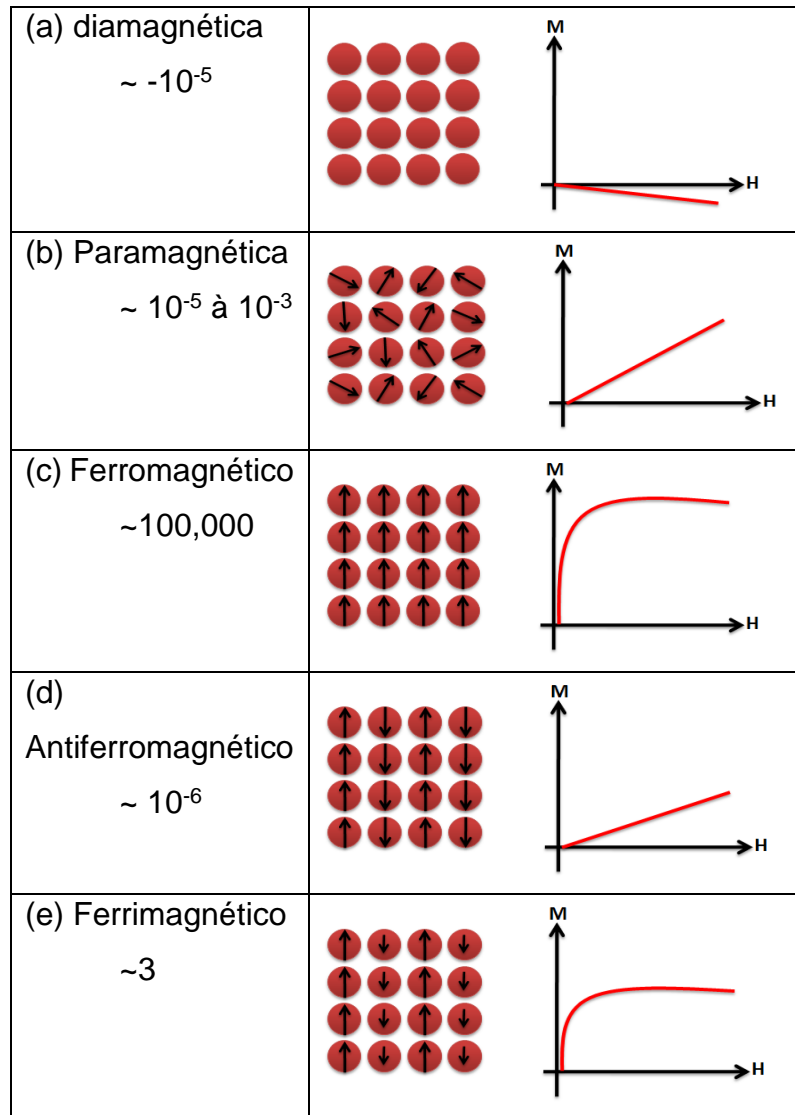 (a) diamagnética
~ -10⁻⁵
M
H
(b) Paramagnética
~ 10⁻⁵ à 10⁻³
M
H
(c) Ferromagnético
~100,000
M
H
(d)
Antiferromagnético
~ 10⁻⁶
M
H
(e) Ferrimagnético
~3
M
H